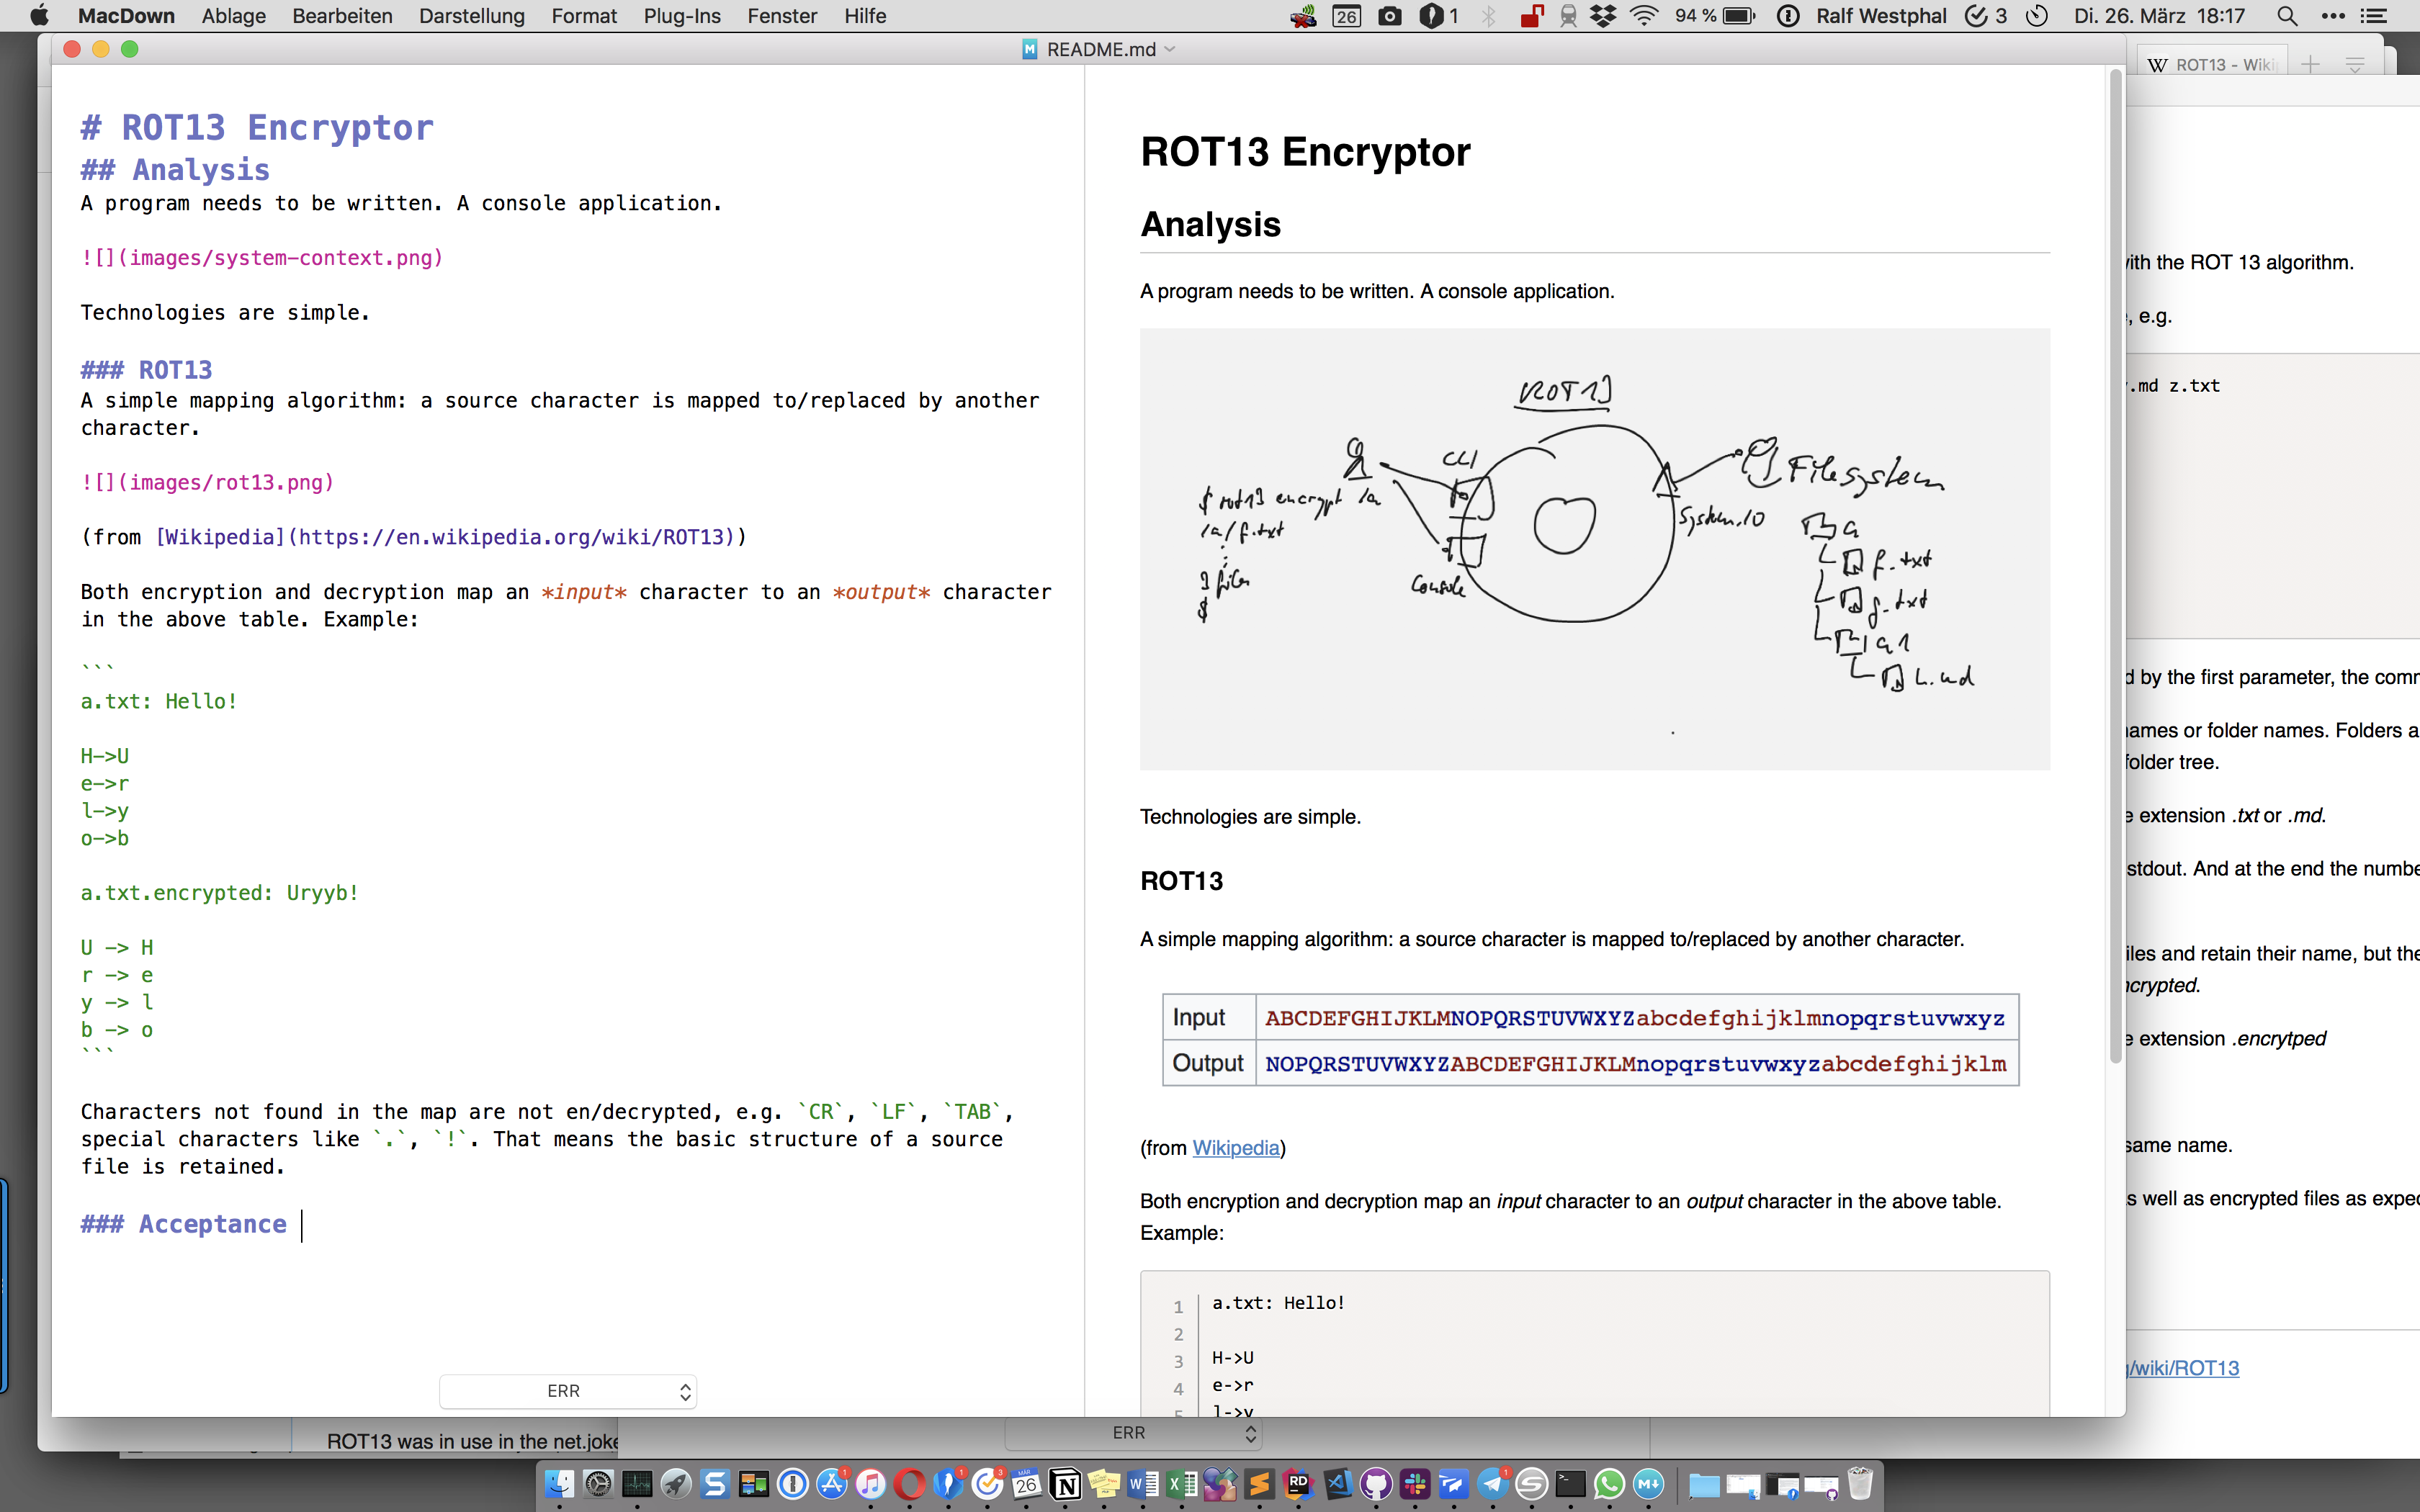 MacDown Ablage Bearbeiten Darstellung Format Plug-Ins Fenster Hilfe
26 1 94 % Ralf Westphal 3 Di. 26. März 18:17
README.md
ROT13 - Wiki
# ROT13 Encryptor
## Analysis
A program needs to be written. A console application.
![](images/system-context.png)
Technologies are simple.
### ROT13
A simple mapping algorithm: a source character is mapped to/replaced by another
character.
![](images/rot13.png)
(from [Wikipedia](https://en.wikipedia.org/wiki/ROT13))
Both encryption and decryption map an *input* character to an *output* character
in the above table. Example:
```
a.txt: Hello!
H->U
e->r
l->y
o->b
a.txt.encrypted: Uryyb!
U -> H
r -> e
y -> l
b -> o
```
Characters not found in the map are not en/decrypted, e.g. `CR`, `LF`, `TAB`,
special characters like `.`, `!`. That means the basic structure of a source
file is retained.
### Acceptance
ERR
ROT13 Encryptor
Analysis
A program needs to be written. A console application.
ROT13
CLI
Filesystem
$ rot13 encrypt /a
/a/f.txt
3 files
$
Console
System.IO
a
f.txt
g.txt
a1
h.md
Technologies are simple.
ROT13
A simple mapping algorithm: a source character is mapped to/replaced by another character.
Input ABCDEFGHIJKLMNOPQRSTUVWXYZabcdefghijklmnopqrstuvwxyz
Output NOPQRSTUVWXYZABCDEFGHIJKLMnopqrstuvwxyzabcdefghijklm
(from Wikipedia)
Both encryption and decryption map an input character to an output character in the above table.
Example:
1 a.txt: Hello!
2
3 H->U
4 e->r
5 l->y
with the ROT 13 algorithm.
, e.g.
.md z.txt
d by the first parameter, the comm
names or folder names. Folders a
folder tree.
e extension .txt or .md.
stdout. And at the end the numbe
iles and retain their name, but the
ncrypted.
e extension .encrytped
same name.
s well as encrypted files as expec
/wiki/ROT13
ROT13 was in use in the net.joke
ERR